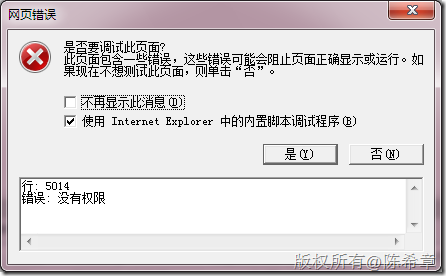 网页错误
是否要调试此页面?
此页面包含一些错误，这些错误可能会阻止页面正确显示或运行。如
果现在不想测试此页面，则单击“否”。
不再显示此消息(D)
使用 Internet Explorer 中的内置脚本调试程序(B)
是(Y) 否(N)
行: 5014
错误: 没有权限
版权所有@陈希章